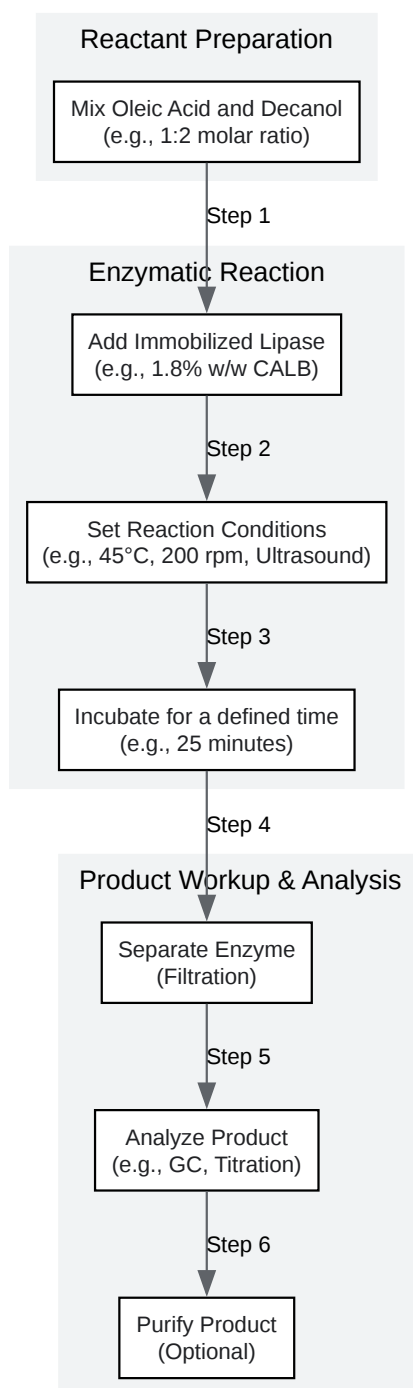 Reactant Preparation
Mix Oleic Acid and Decanol
(e.g., 1:2 molar ratio)
Step 1
Enzymatic Reaction
Add Immobilized Lipase
(e.g., 1.8% w/w CALB)
Step 2
Set Reaction Conditions
(e.g., 45°C, 200 rpm, Ultrasound)
Step 3
Incubate for a defined time
(e.g., 25 minutes)
Step 4
Product Workup & Analysis
Separate Enzyme
(Filtration)
Step 5
Analyze Product
(e.g., GC, Titration)
Step 6
Purify Product
(Optional)